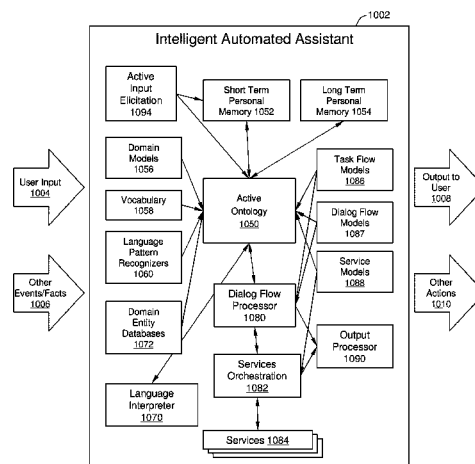 1002
Intelligent Automated Assistant
Active
Input
Elicitation
1094
Short Term
Personal
Memory 1052
Long Term
Personal
Memory 1054
User Input
1004
Other
Events/Facts
1006
Domain
Models
1056
Vocabulary
1058
Language
Pattern
Recognizers
1060
Domain
Entity
Databases
1072
Language
Interpreter
1070
Active
Ontology
1050
Dialog Flow
Processor
1080
Services
Orchestration
1082
Services 1084
Task Flow
Models
1086
Dialog Flow
Models
1087
Service
Models
1088
Output
Processor
1090
Output to
User
1008
Other
Actions
1010